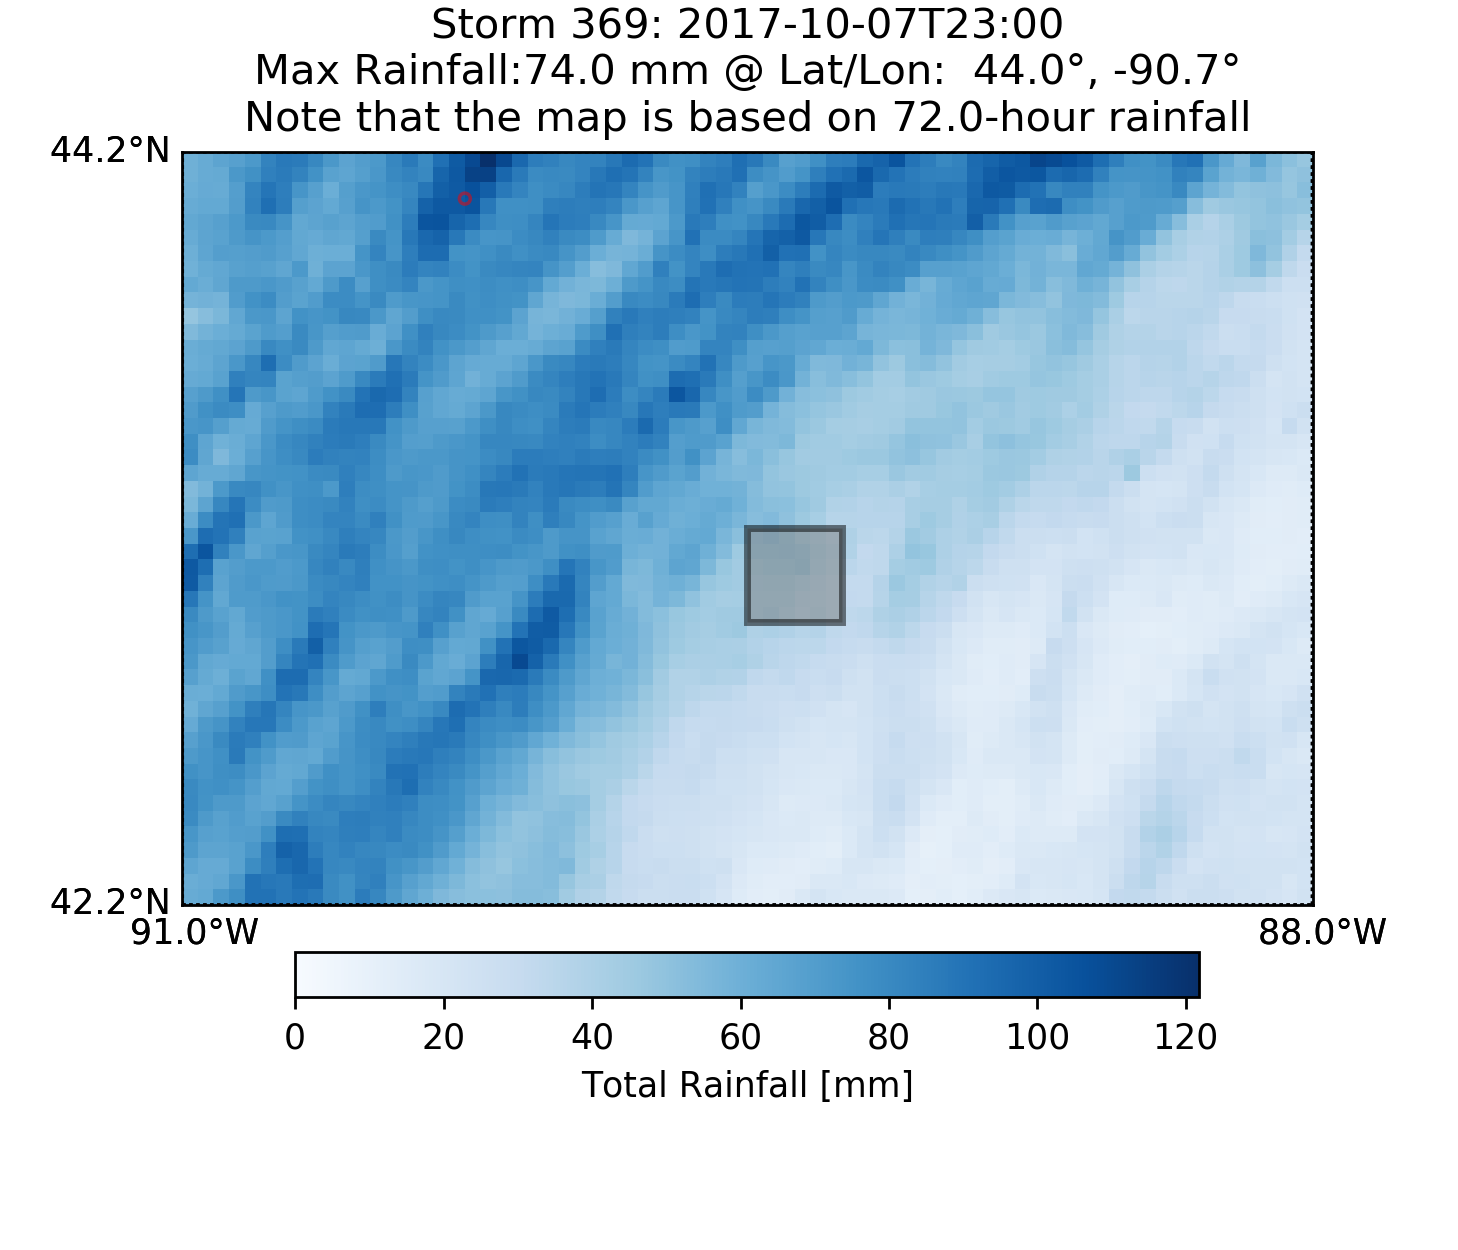 Storm 369: 2017-10-07T23:00
Max Rainfall:74.0 mm @ Lat/Lon:  44.0°, -90.7°
Note that the map is based on 72.0-hour rainfall
44.2°N
42.2°N
91.0°W
88.0°W
0 20 40 60 80 100 120
Total Rainfall [mm]